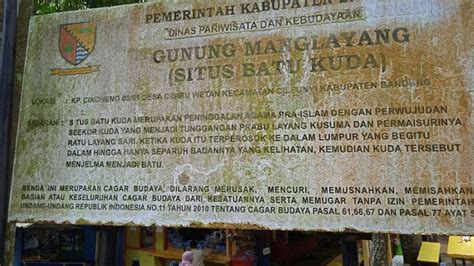 PEMERINTAH KABUPATEN
DINAS PARIWISATA DAN KEBUDAYAAN
GUNUNG MANGLAYANG
(SITUS BATU KUDA)
LOKASI : KP. CIKONENG 03/01 DESA CIBIRU WETAN KECAMATAN CILEUNYI KABUPATEN BANDUNG
: SITUS BATU KUDA MERUPAKAN PENINGGALAN AGAMA PRA-ISLAM DENGAN PERWUJUDAN
SEEKOR KUDA YANG MENJADI TUNGGANGAN PRABU LAYANG KUSUMA DAN PERMAISURINYA
RATU LAYANG SARI. KETIKA KUDA ITU TERPEROSOK KE DALAM LUMPUR YANG BEGITU
DALAM HINGGA HANYA SEPARUH BADANNYA YANG KELIHATAN, KEMUDIAN KUDA TERSEBUT
MENJELMA MENJADI BATU.
BENDA INI MERUPAKAN CAGAR BUDAYA, DILARANG MERUSAK, MENCURI, MEMUSNAHKAN, MEMISAHKAN
BAGIAN ATAU KESELURUHAN CAGAR BUDAYA DARI KESATUANNYA SERTA MEMUGAR TANPA IZIN PEMERINTAH
UNDANG-UNDANG REPUBLIK INDONESIA NO.11 TAHUN 2010 TENTANG CAGAR BUDAYA PASAL 61,66,67 DAN PASAL 77 AYAT